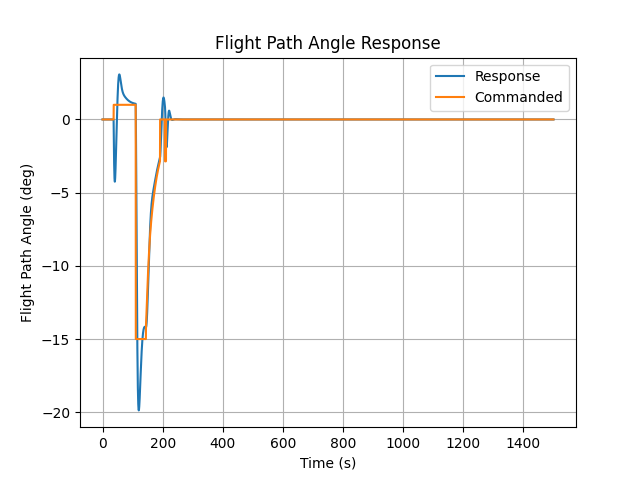 Flight Path Angle Response
Response
Commanded
Flight Path Angle (deg)
0
−5
−10
−15
−20
0 200 400 600 800 1000 1200 1400
Time (s)